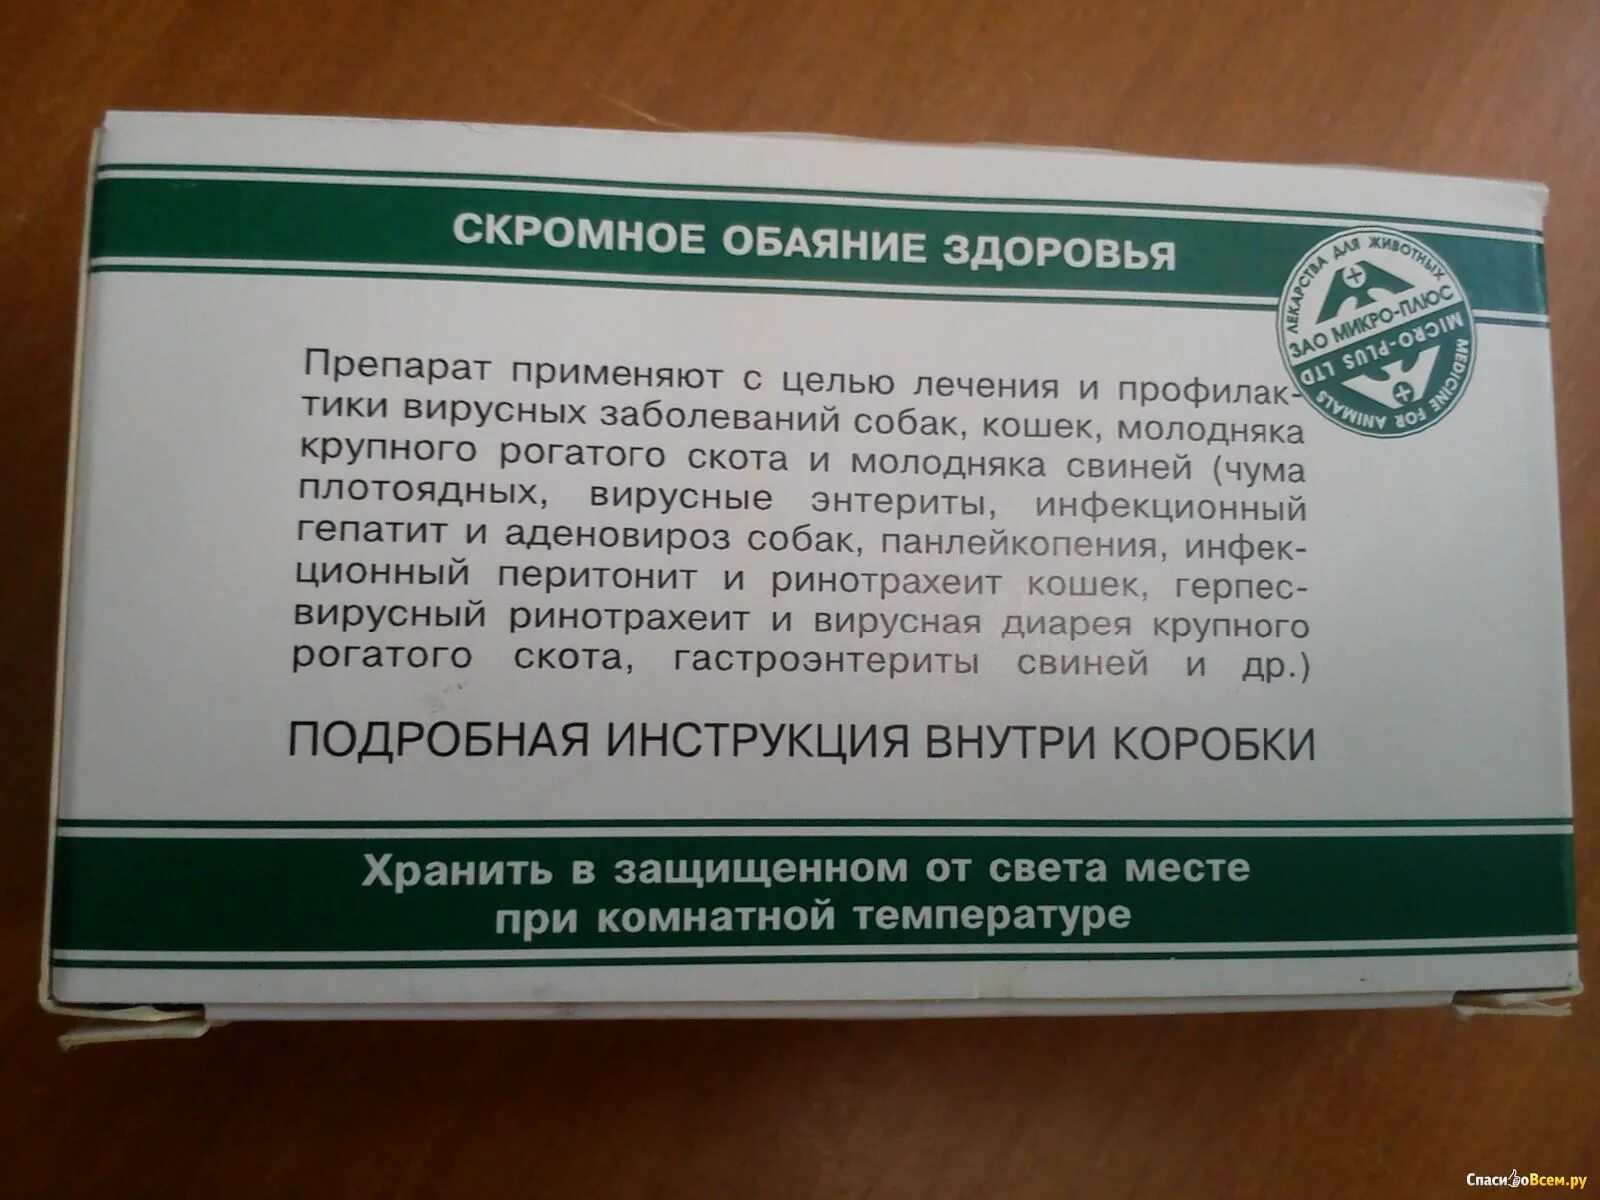 СКРОМНОЕ ОБАЯНИЕ ЗДОРОВЬЯ
ЛЕКАРСТВА ДЛЯ ЖИВОТНЫХ
ЗАО МИКРО-ПЛЮС
MICRO-PLUS LTD
MEDICINE FOR ANIMALS
Препарат применяют с целью лечения и профилак-
тики вирусных заболеваний собак, кошек, молодняка
крупного рогатого скота и молодняка свиней (чума
плотоядных, вирусные энтериты, инфекционный
гепатит и аденовироз собак, панлейкопения, инфек-
ционный перитонит и ринотрахеит кошек, герпес-
вирусный ринотрахеит и вирусная диарея крупного
рогатого скота, гастроэнтериты свиней и др.)
ПОДРОБНАЯ ИНСТРУКЦИЯ ВНУТРИ КОРОБКИ
Хранить в защищенном от света месте
при комнатной температуре
СпасибоВсем.ру